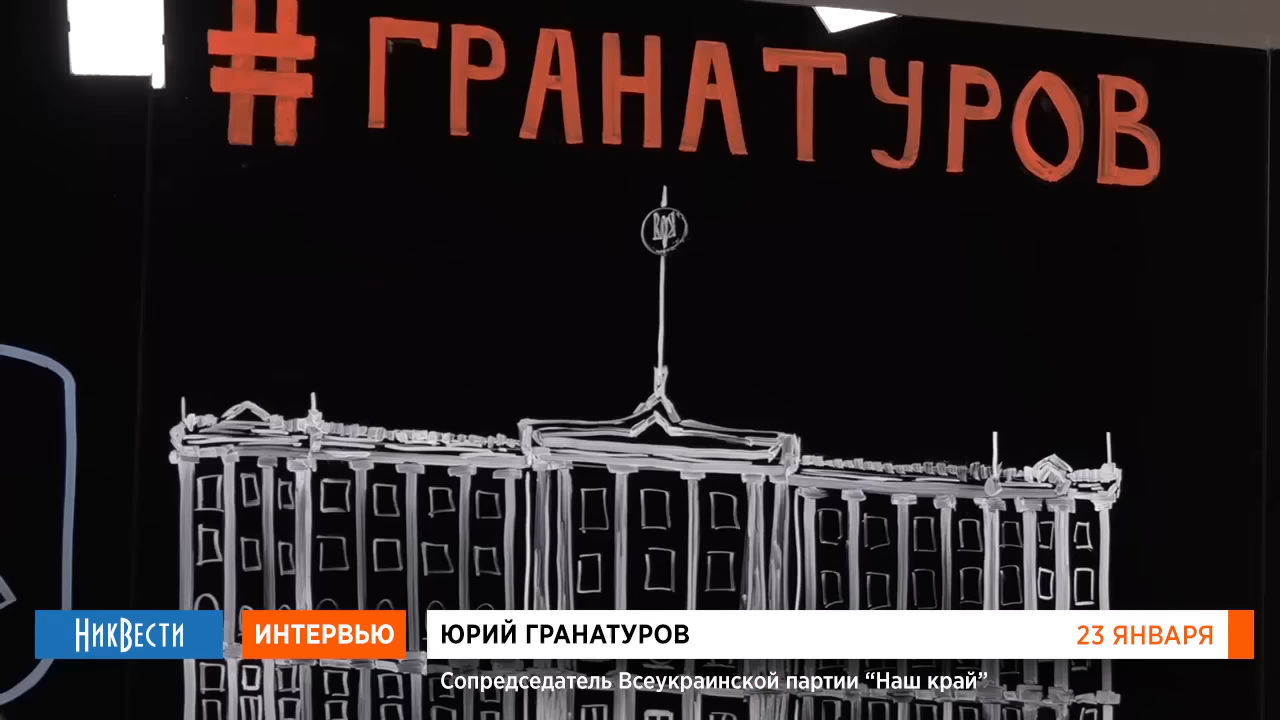 #ГРАНАТУРОВ
НИКВЕСТИ
ИНТЕРВЬЮ
ЮРИЙ ГРАНАТУРОВ
23 ЯНВАРЯ
Сопредседатель Всеукраинской партии “Наш край”